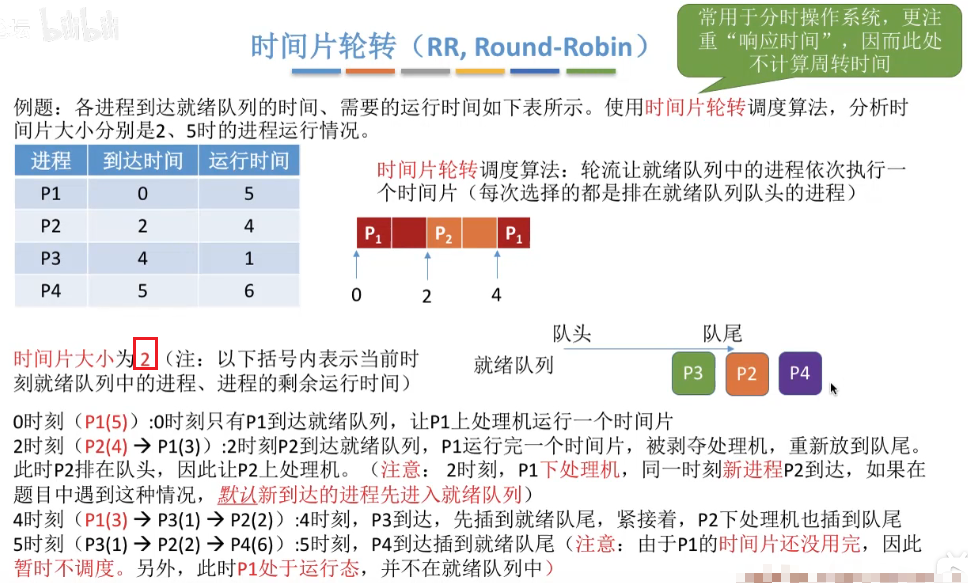 bilibili
时间片轮转（RR, Round-Robin）
常用于分时操作系统，更注
重“响应时间”，因而此处
不计算周转时间
例题：各进程到达就绪队列的时间、需要的运行时间如下表所示。使用时间片轮转调度算法，分析时
间片大小分别是2、5时的进程运行情况。
进程 到达时间 运行时间
P1 0 5
P2 2 4
P3 4 1
P4 5 6
时间片轮转调度算法：轮流让就绪队列中的进程依次执行一
个时间片（每次选择的都是排在就绪队列队头的进程）
P1 P2 P1
0 2 4
时间片大小为2（注：以下括号内表示当前时
刻就绪队列中的进程、进程的剩余运行时间）
队头 队尾
就绪队列
P3 P2 P4
0时刻（P1(5)）:0时刻只有P1到达就绪队列，让P1上处理机运行一个时间片
2时刻（P2(4) → P1(3)）:2时刻P2到达就绪队列，P1运行完一个时间片，被剥夺处理机，重新放到队尾。
此时P2排在队头，因此让P2上处理机。（注意： 2时刻，P1下处理机，同一时刻新进程P2到达，如果在
题目中遇到这种情况，默认新到达的进程先进入就绪队列）
4时刻（P1(3) → P3(1) → P2(2)）:4时刻，P3到达，先插到就绪队尾，紧接着，P2下处理机也插到队尾
5时刻（P3(1) → P2(2) → P4(6)）:5时刻，P4到达插到就绪队尾（注意：由于P1的时间片还没用完，因此
暂时不调度。另外，此时P1处于运行态，并不在就绪队列中）